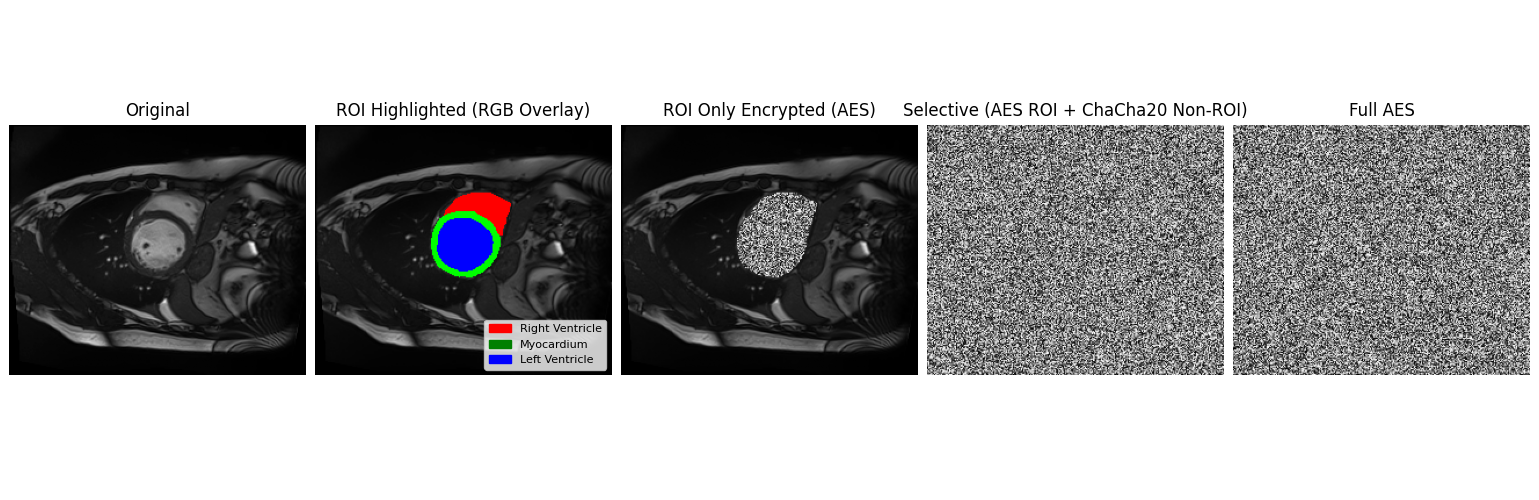 Original
ROI Highlighted (RGB Overlay)
ROI Only Encrypted (AES)
Selective (AES ROI + ChaCha20 Non-ROI)
Full AES
Right Ventricle
Myocardium
Left Ventricle